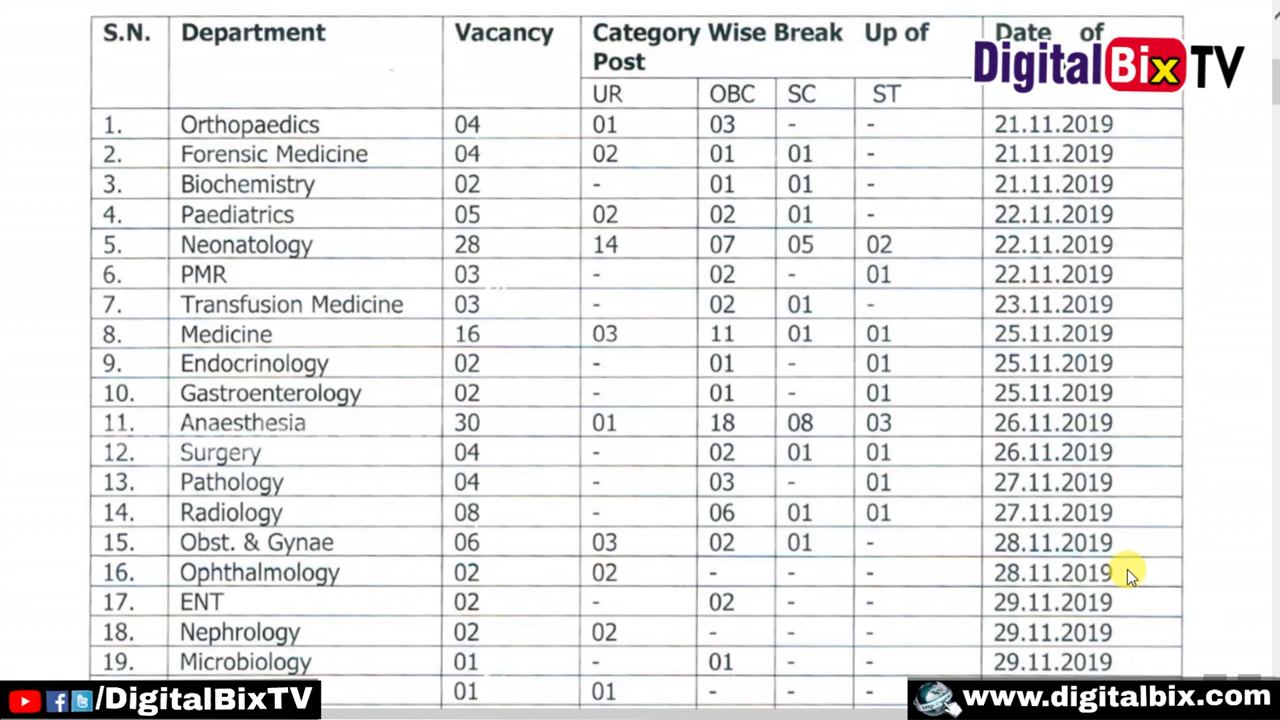 S.N. Department Vacancy Category Wise Break Up of Post Date of
UR OBC SC ST
1. Orthopaedics 04 01 03 - - 21.11.2019
2. Forensic Medicine 04 02 01 01 - 21.11.2019
3. Biochemistry 02 - 01 01 - 21.11.2019
4. Paediatrics 05 02 02 01 - 22.11.2019
5. Neonatology 28 14 07 05 02 22.11.2019
6. PMR 03 - 02 - 01 22.11.2019
7. Transfusion Medicine 03 - 02 01 - 23.11.2019
8. Medicine 16 03 11 01 01 25.11.2019
9. Endocrinology 02 - 01 - 01 25.11.2019
10. Gastroenterology 02 - 01 - 01 25.11.2019
11. Anaesthesia 30 01 18 08 03 26.11.2019
12. Surgery 04 - 02 01 01 26.11.2019
13. Pathology 04 - 03 - 01 27.11.2019
14. Radiology 08 - 06 01 01 27.11.2019
15. Obst. & Gynae 06 03 02 01 - 28.11.2019
16. Ophthalmology 02 02 - - - 28.11.2019
17. ENT 02 - 02 - - 29.11.2019
18. Nephrology 02 02 - - - 29.11.2019
19. Microbiology 01 - 01 - - 29.11.2019
01 01 - - -
DigitalBix TV
/DigitalBixTV
www.digitalbix.com